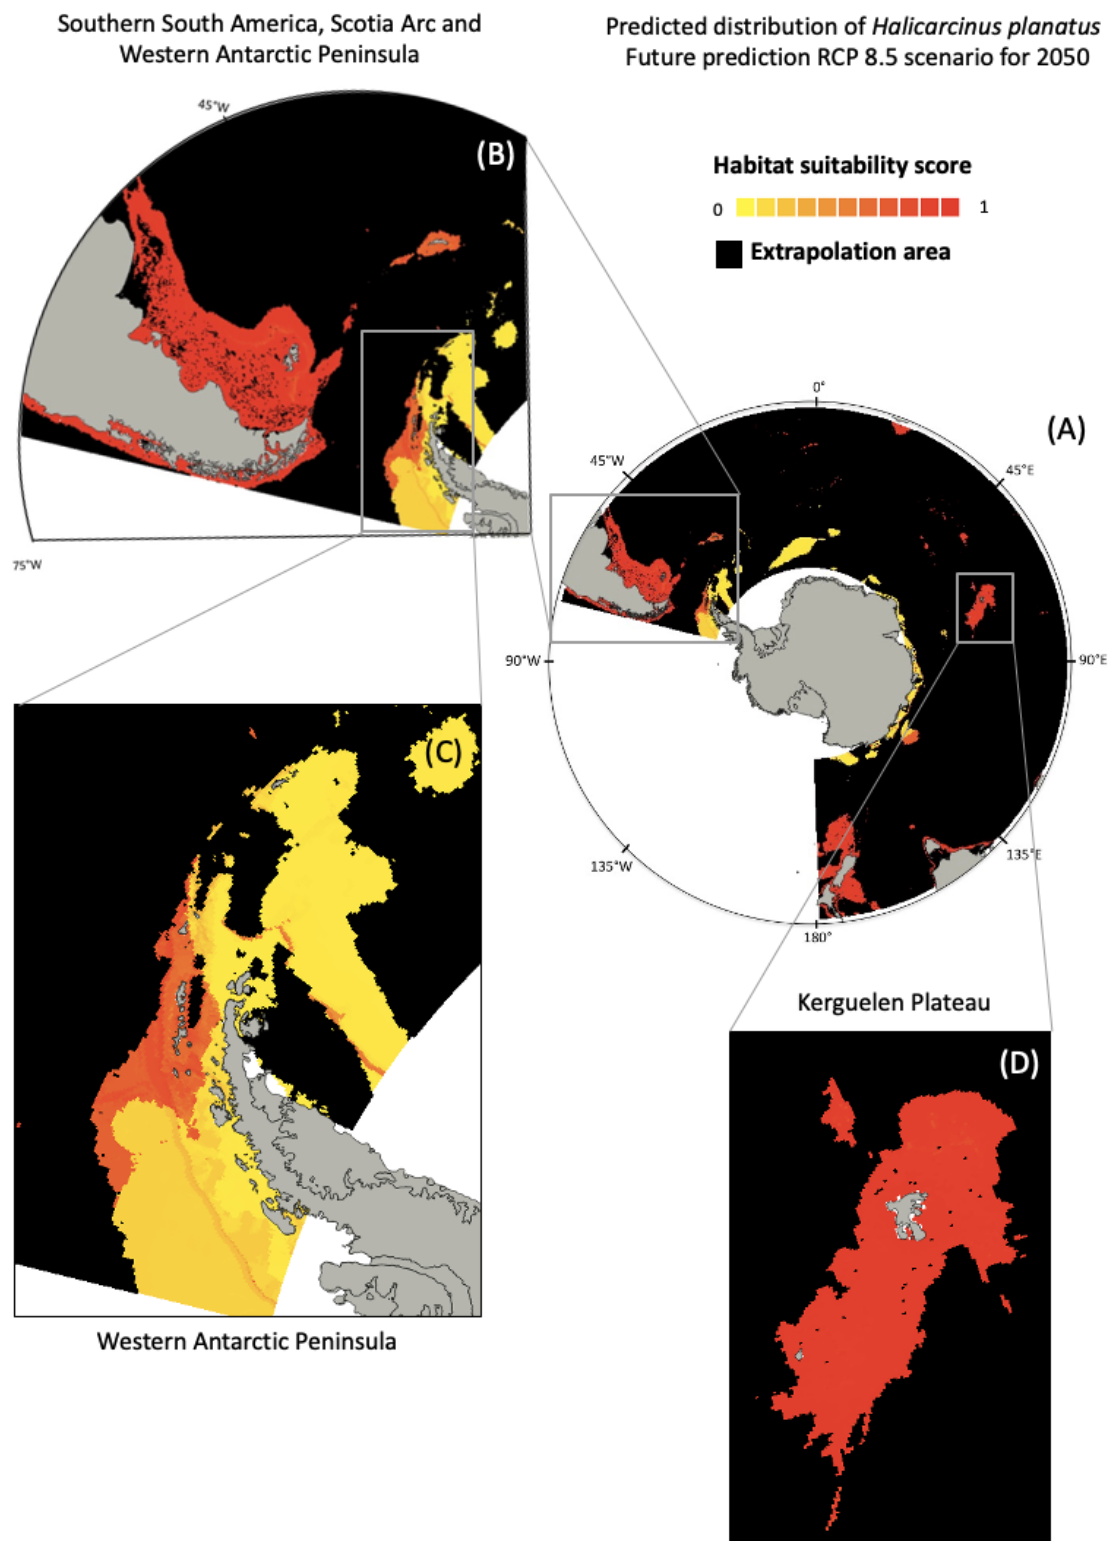 Southern South America, Scotia Arc and
Western Antarctic Peninsula
Predicted distribution of Halicarcinus planatus
Future prediction RCP 8.5 scenario for 2050
45°W
(B)
Habitat suitability score
0 1
Extrapolation area
75°W
0°
(A)
45°W
45°E
90°W
90°E
135°W
135°E
180°
(C)
Western Antarctic Peninsula
Kerguelen Plateau
(D)